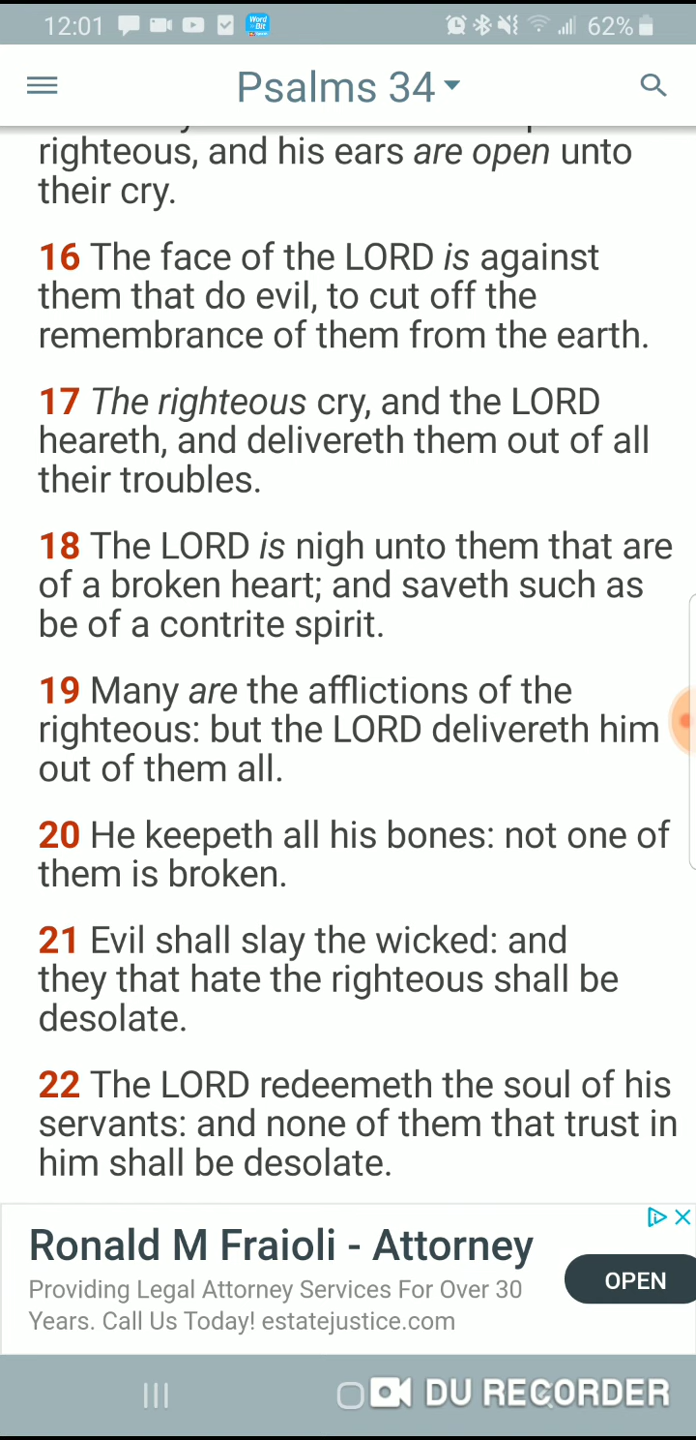 12:01
Word Bit
62%
Psalms 34
righteous, and his ears are open unto
their cry.
16 The face of the LORD is against
them that do evil, to cut off the
remembrance of them from the earth.
17 The righteous cry, and the LORD
heareth, and delivereth them out of all
their troubles.
18 The LORD is nigh unto them that are
of a broken heart; and saveth such as
be of a contrite spirit.
19 Many are the afflictions of the
righteous: but the LORD delivereth him
out of them all.
20 He keepeth all his bones: not one of
them is broken.
21 Evil shall slay the wicked: and
they that hate the righteous shall be
desolate.
22 The LORD redeemeth the soul of his
servants: and none of them that trust in
him shall be desolate.
Ronald M Fraioli - Attorney
Providing Legal Attorney Services For Over 30
Years. Call Us Today! estatejustice.com
OPEN
DU RECORDER